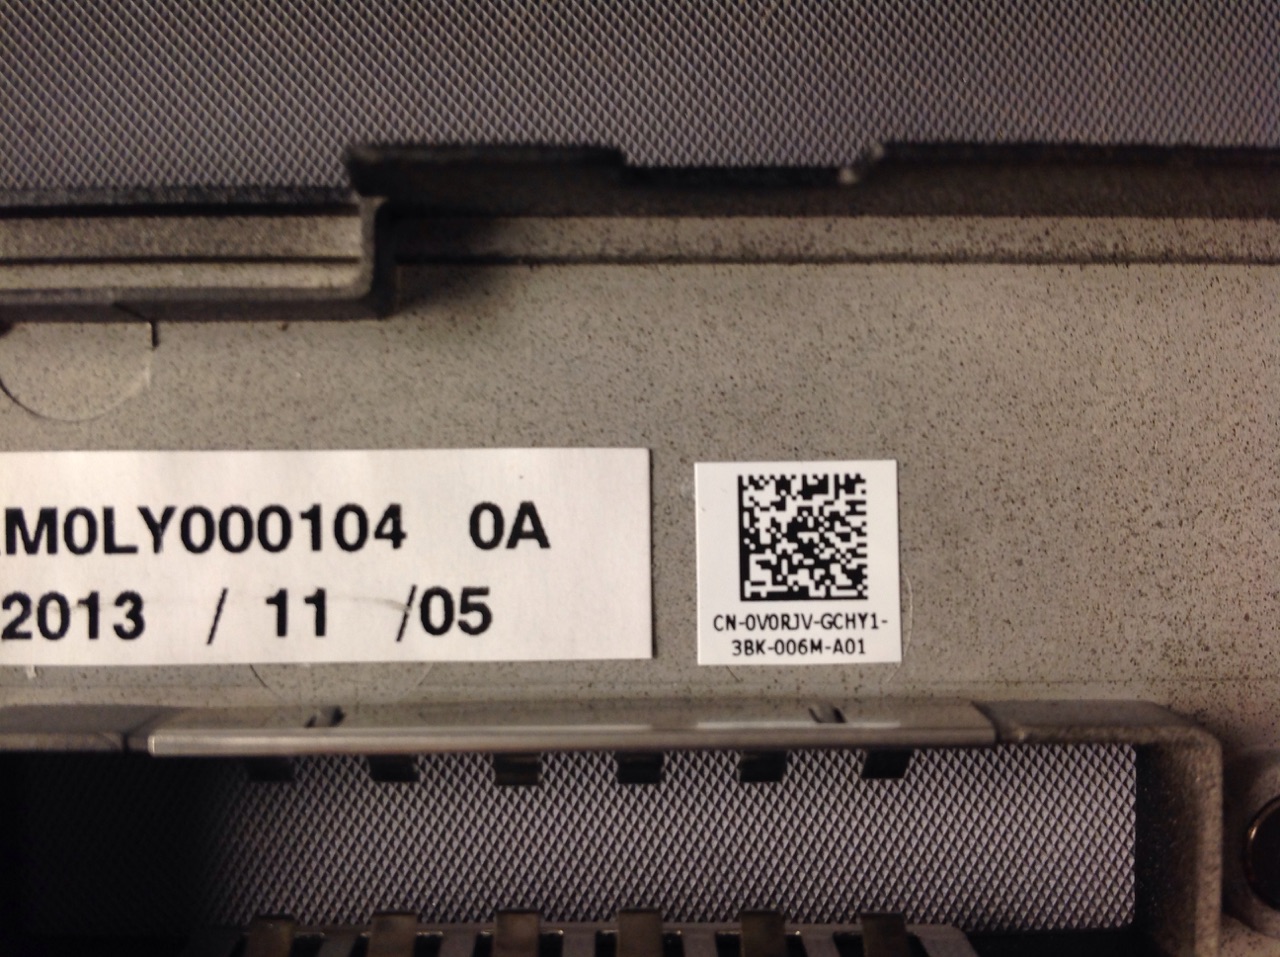 M0LY000104 0A
2013 / 11 /05
CN-0V0RJV-GCHY1-
3BK-006M-A01